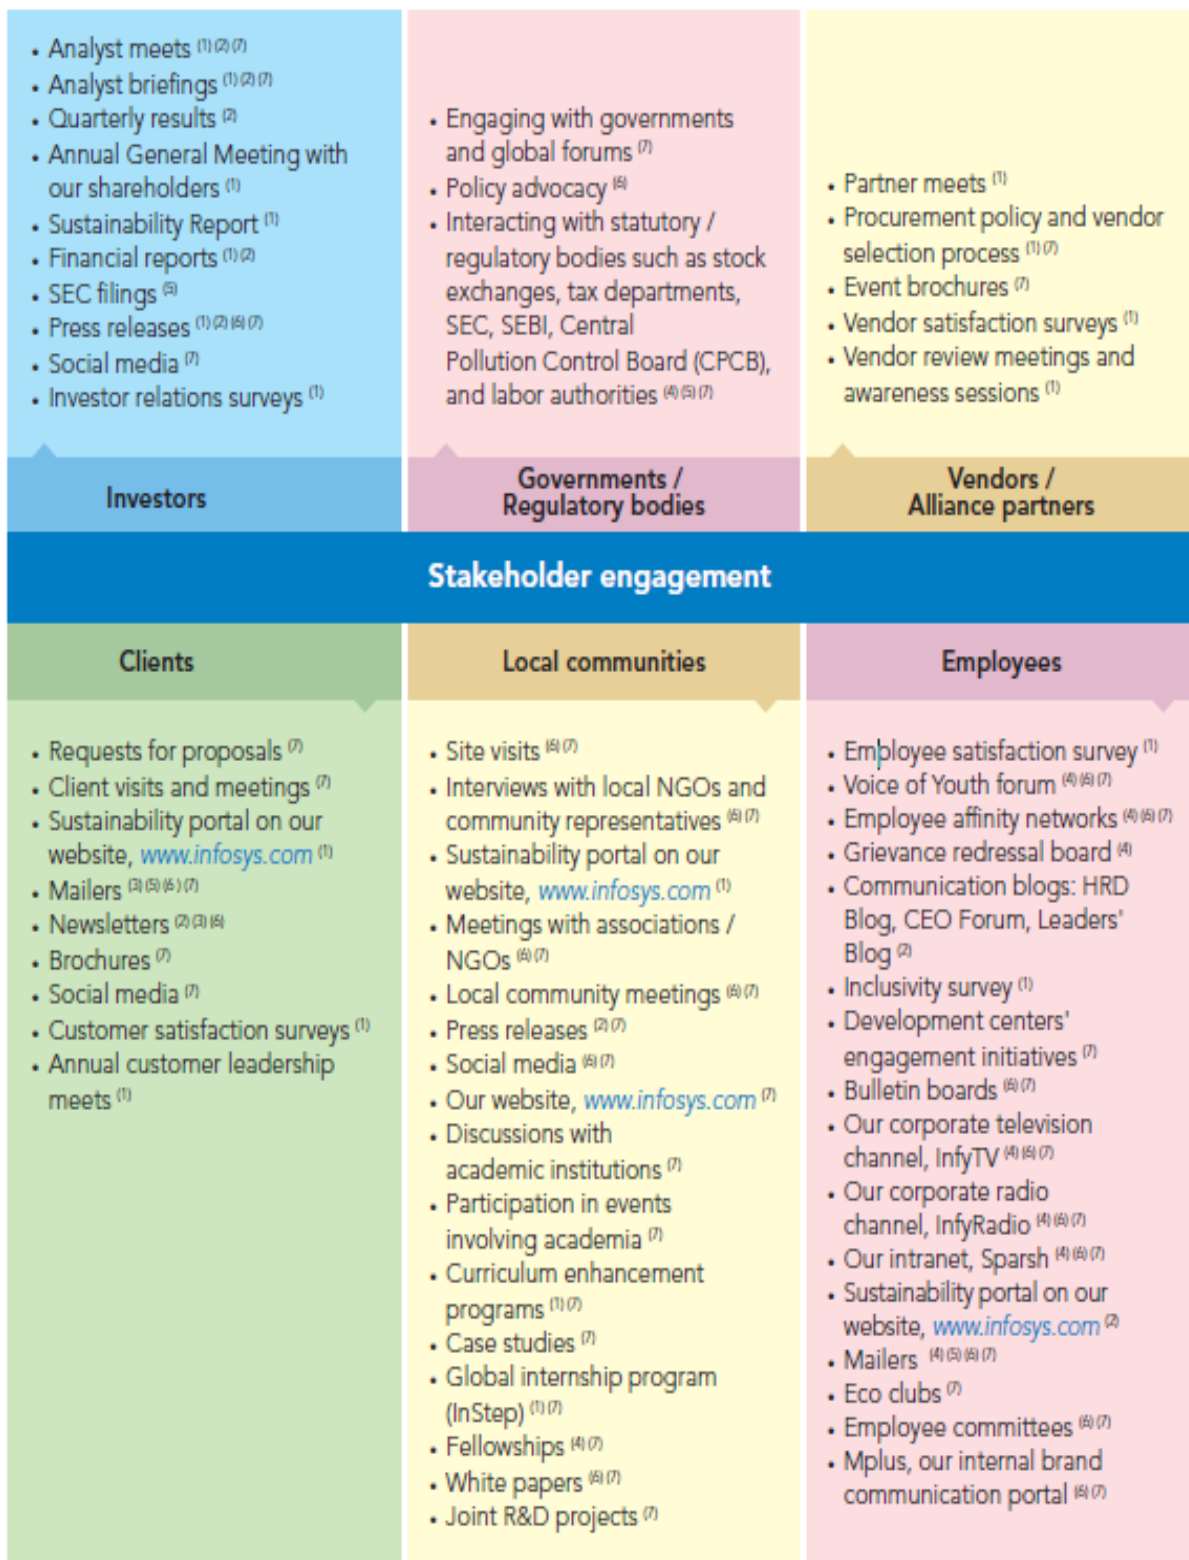 • Analyst meets (1) (2) (7)
• Analyst briefings (1) (2) (7)
• Quarterly results (2)
• Annual General Meeting with
our shareholders (1)
• Sustainability Report (1)
• Financial reports (1) (2)
• SEC filings (5)
• Press releases (1) (2) (6) (7)
• Social media (7)
• Investor relations surveys (1)
Investors
• Engaging with governments
and global forums (7)
• Policy advocacy (6)
• Interacting with statutory /
regulatory bodies such as stock
exchanges, tax departments,
SEC, SEBI, Central
Pollution Control Board (CPCB),
and labor authorities (4) (5) (7)
Governments /
Regulatory bodies
• Partner meets (1)
• Procurement policy and vendor
selection process (1) (7)
• Event brochures (7)
• Vendor satisfaction surveys (1)
• Vendor review meetings and
awareness sessions (1)
Vendors /
Alliance partners
Stakeholder engagement
Clients
• Requests for proposals (7)
• Client visits and meetings (7)
• Sustainability portal on our
website, www.infosys.com (1)
• Mailers (3) (5) (6 ) (7)
• Newsletters (2) (3) (6)
• Brochures (7)
• Social media (7)
• Customer satisfaction surveys (1)
• Annual customer leadership
meets (1)
Local communities
• Site visits (6) (7)
• Interviews with local NGOs and
community representatives (6) (7)
• Sustainability portal on our
website, www.infosys.com (1)
• Meetings with associations /
NGOs (6) (7)
• Local community meetings (6) (7)
• Press releases (2) (7)
• Social media (6) (7)
• Our website, www.infosys.com (7)
• Discussions with
academic institutions (7)
• Participation in events
involving academia (7)
• Curriculum enhancement
programs (1) (7)
• Case studies (7)
• Global internship program
(InStep) (1) (7)
• Fellowships (4) (7)
• White papers (6) (7)
• Joint R&D projects (7)
Employees
• Employee satisfaction survey (1)
• Voice of Youth forum (4) (6) (7)
• Employee affinity networks (4) (6) (7)
• Grievance redressal board (4)
• Communication blogs: HRD
Blog, CEO Forum, Leaders'
Blog (2)
• Inclusivity survey (1)
• Development centers'
engagement initiatives (7)
• Bulletin boards (6) (7)
• Our corporate television
channel, InfyTV (4) (6) (7)
• Our corporate radio
channel, InfyRadio (4) (6) (7)
• Our intranet, Sparsh (4) (6) (7)
• Sustainability portal on our
website, www.infosys.com (2)
• Mailers (4) (5) (6) (7)
• Eco clubs (7)
• Employee committees (6) (7)
• Mplus, our internal brand
communication portal (6) (7)